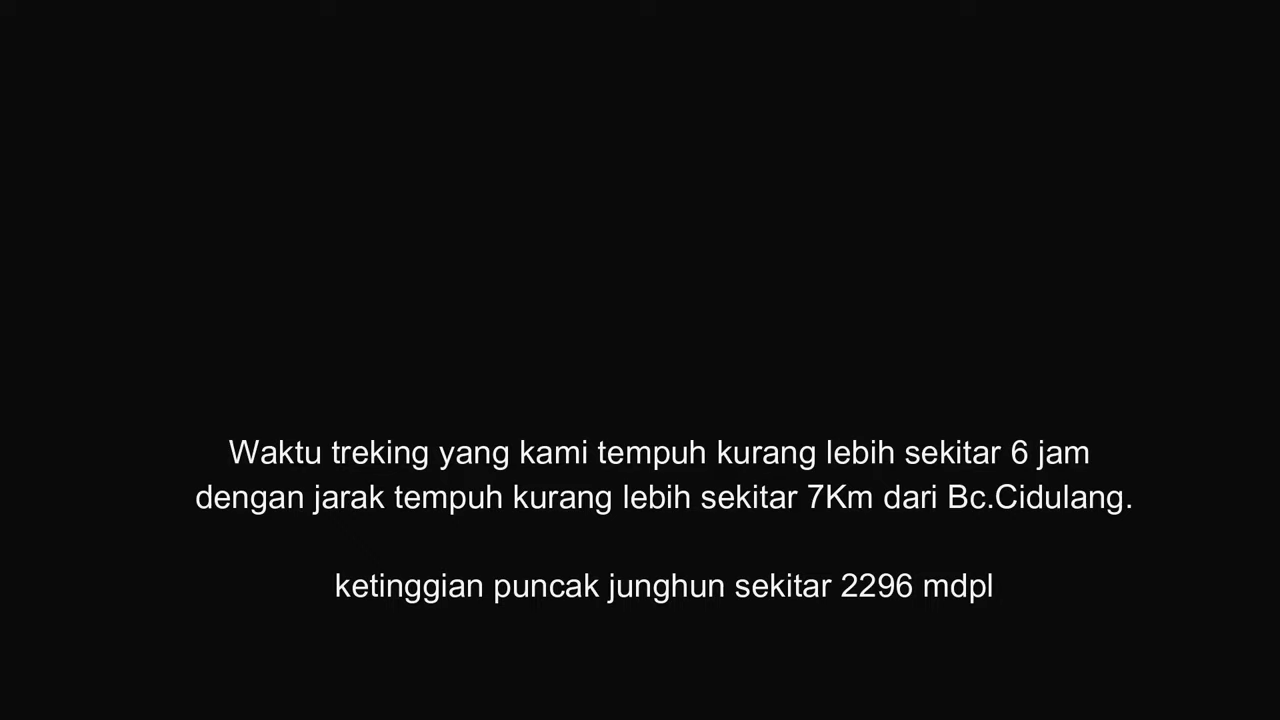 Waktu treking yang kami tempuh kurang lebih sekitar 6 jam
dengan jarak tempuh kurang lebih sekitar 7Km dari Bc.Cidulang.
ketinggian puncak junghun sekitar 2296 mdpl